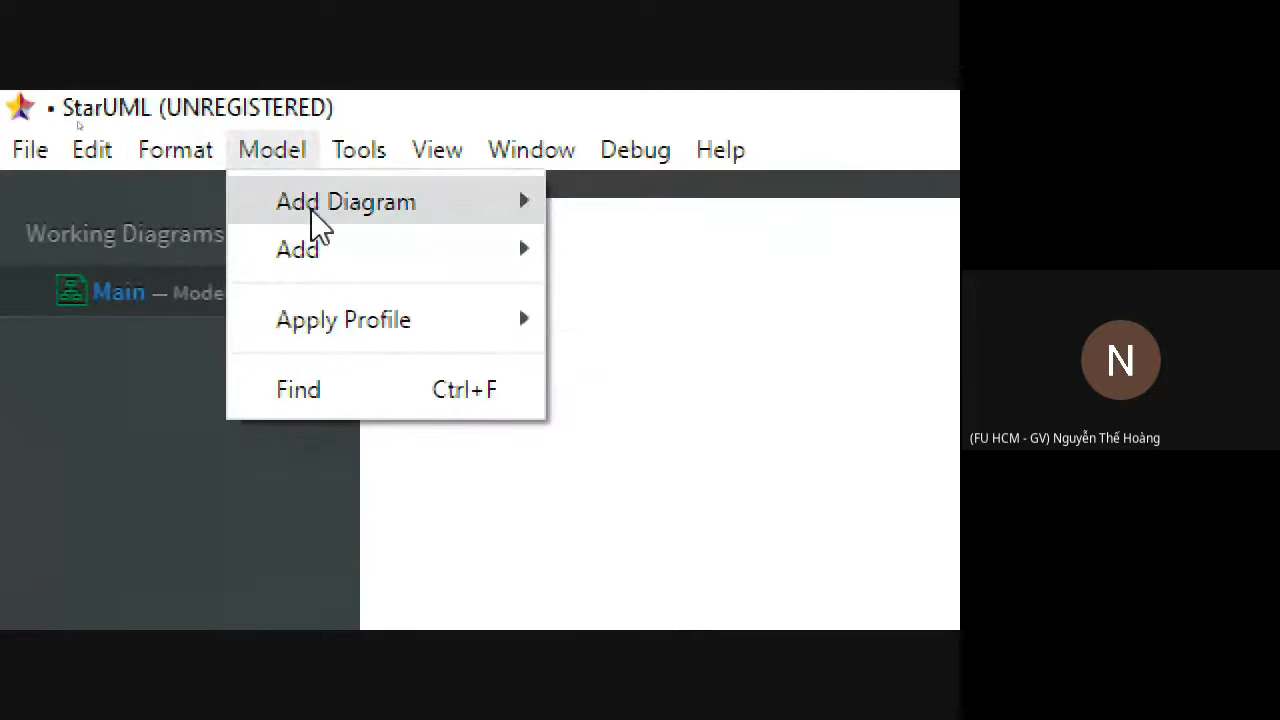 • StarUML (UNREGISTERED)
File Edit Format Model Tools View Window Debug Help
Add Diagram
Working Diagrams
Add
Main — Mode
Apply Profile
Find Ctrl+F
N
(FU HCM - GV) Nguyễn Thế Hoàng